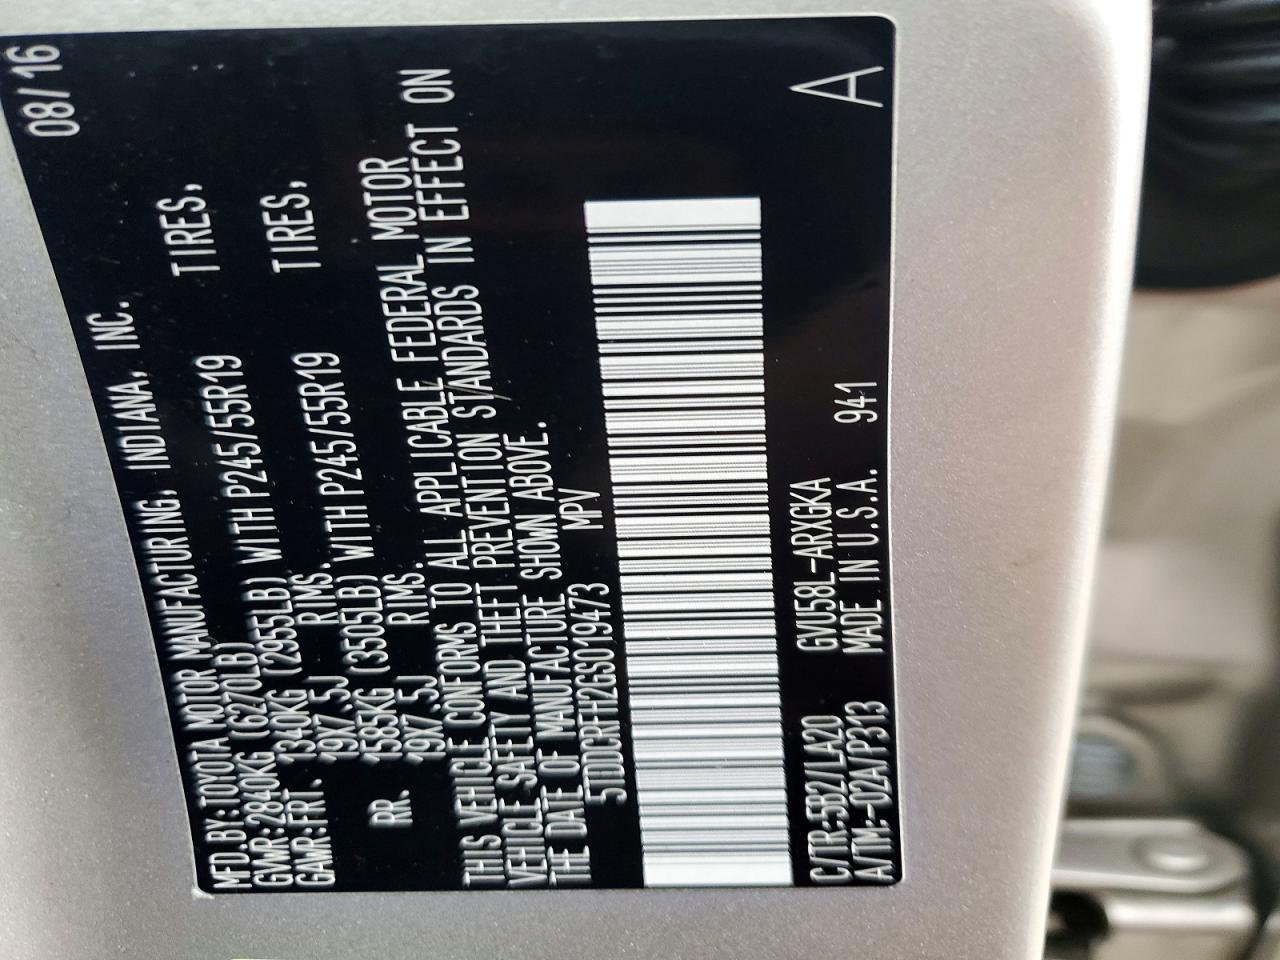 MFD.BY:TOYOTA MOTOR MANUFACTURING, INDIANA, INC. 08/16
GVWR:2840KG (6270LB)
GAWR:FRT. 1340KG (2955LB) WITH P245/55R19 TIRES,
19X7.5J RIMS.
RR. 1585KG (3505LB) WITH P245/55R19 TIRES,
19X7.5J RIMS.
THIS VEHICLE CONFORMS TO ALL APPLICABLE FEDERAL MOTOR
VEHICLE SAFETY AND THEFT PREVENTION STANDARDS IN EFFECT ON
THE DATE OF MANUFACTURE SHOWN ABOVE.
5TDDCRFH2GS019473 MPV
C/TR:5B2/LA20 GVU58L-ARXGKA
A/TM:-02A/P313 MADE IN U.S.A. 941
A